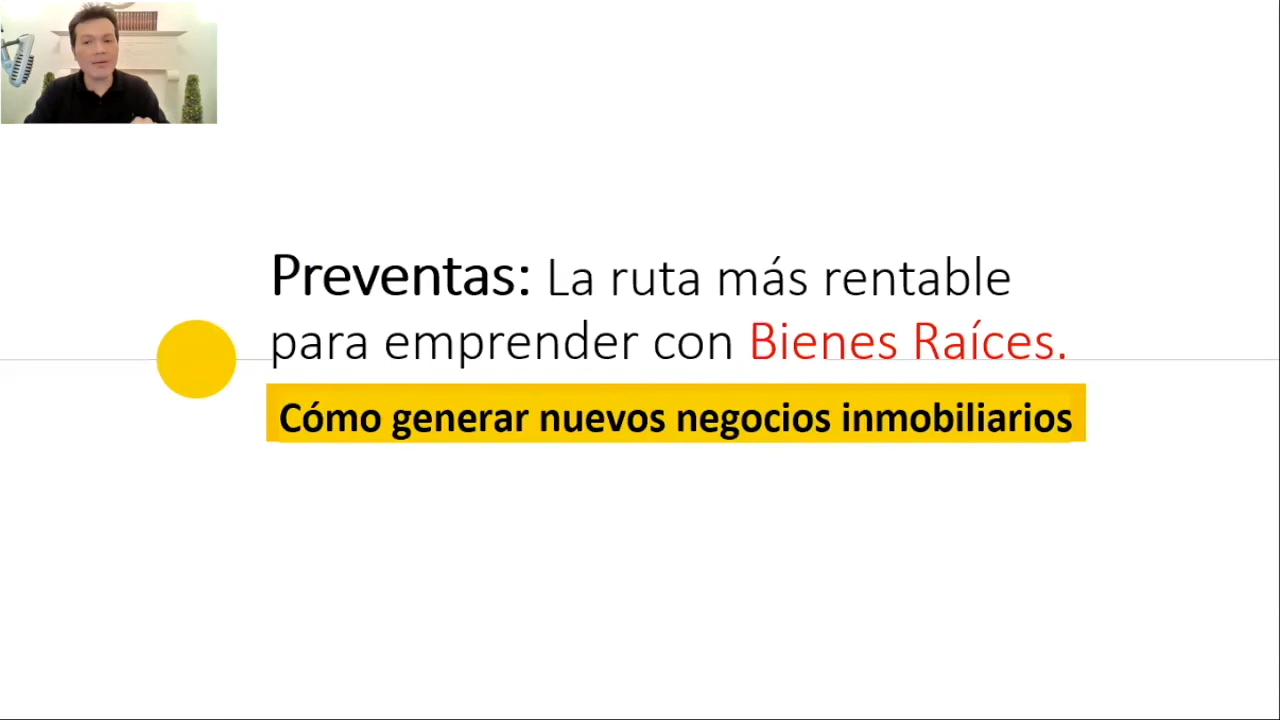 Preventas: La ruta más rentable
para emprender con Bienes Raíces.
Cómo generar nuevos negocios inmobiliarios